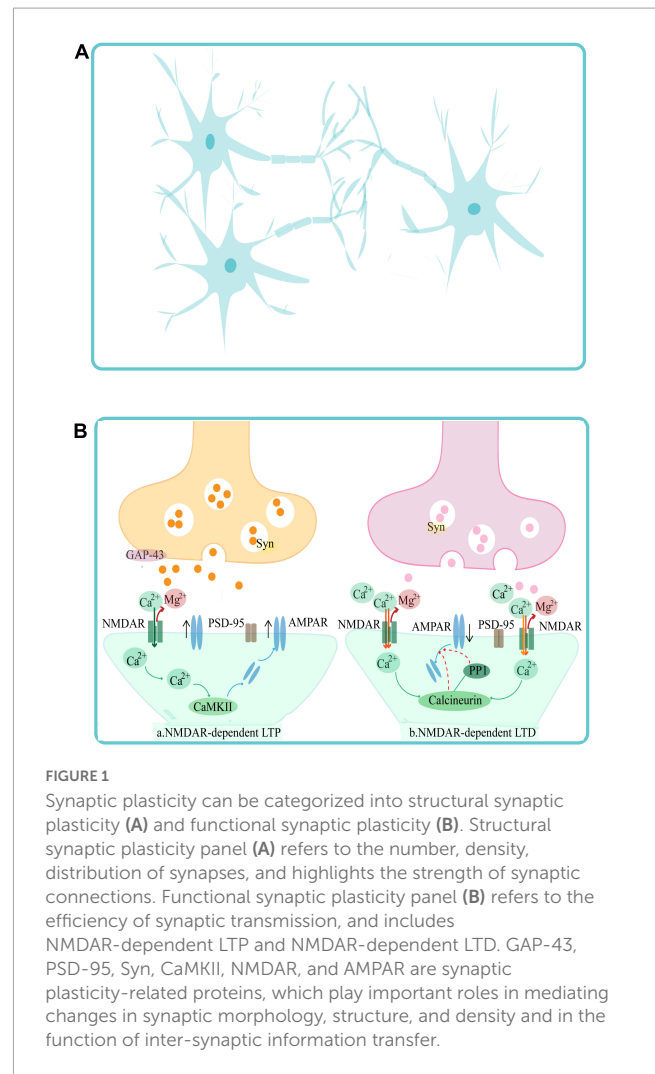 A
B
Syn
GAP-43
Syn
Ca2+
Mg2+
NMDAR
PSD-95
AMPAR
Ca2+
Ca2+
CaMKII
a.NMDAR-dependent LTP
Ca2+
Ca2+
Mg2+
Ca2+
Ca2+
Mg2+
NMDAR
AMPAR
PSD-95
NMDAR
Ca2+
PP1
Ca2+
Calcineurin
b.NMDAR-dependent LTD
FIGURE 1
Synaptic plasticity can be categorized into structural synaptic
plasticity (A) and functional synaptic plasticity (B). Structural
synaptic plasticity panel (A) refers to the number, density,
distribution of synapses, and highlights the strength of synaptic
connections. Functional synaptic plasticity panel (B) refers to the
efficiency of synaptic transmission, and includes
NMDAR-dependent LTP and NMDAR-dependent LTD. GAP-43,
PSD-95, Syn, CaMKII, NMDAR, and AMPAR are synaptic
plasticity-related proteins, which play important roles in mediating
changes in synaptic morphology, structure, and density and in the
function of inter-synaptic information transfer.